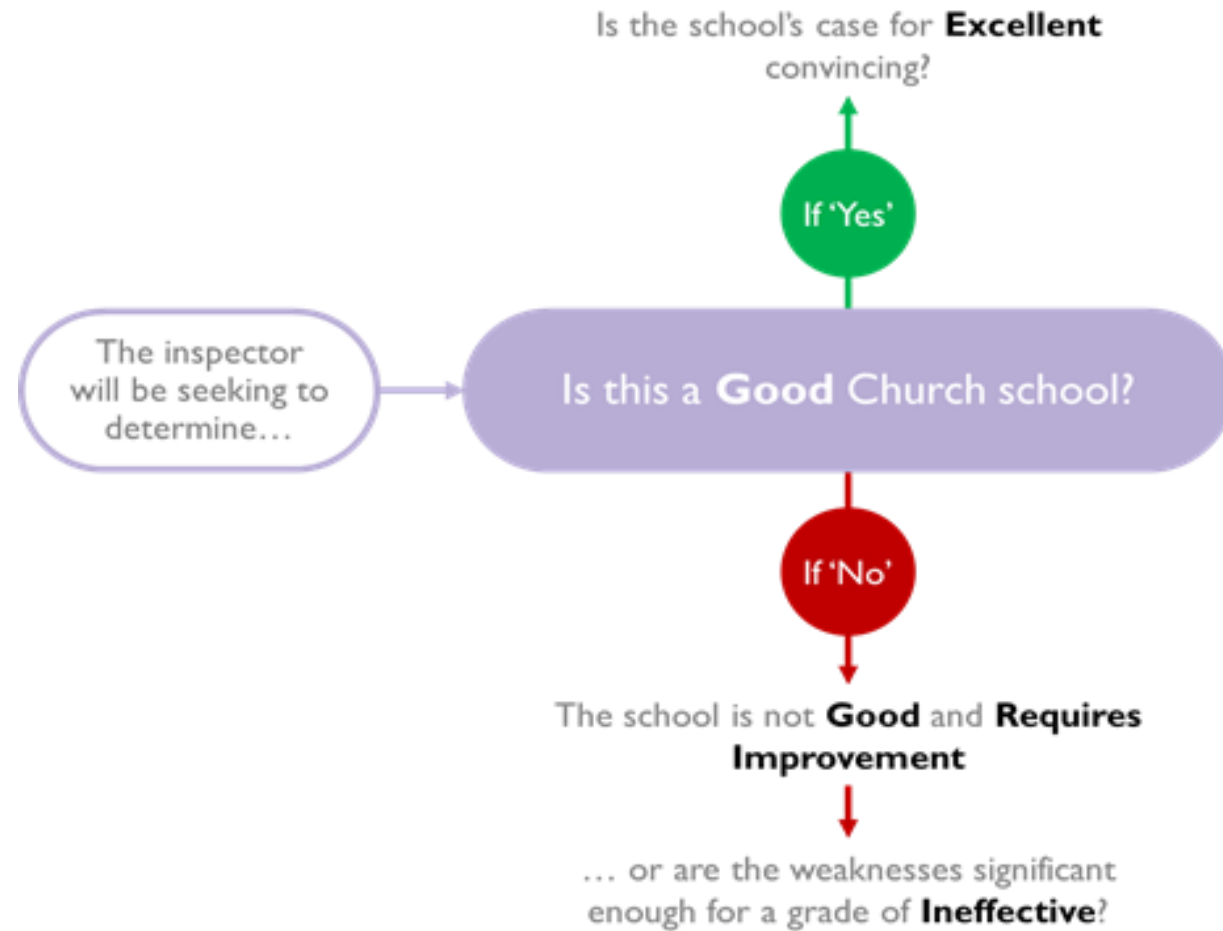 Is the school's case for Excellent
convincing?
If ‘Yes’
The inspector
will be seeking to
determine…
Is this a Good Church school?
If ‘No’
The school is not Good and Requires
Improvement
… or are the weaknesses significant
enough for a grade of Ineffective?